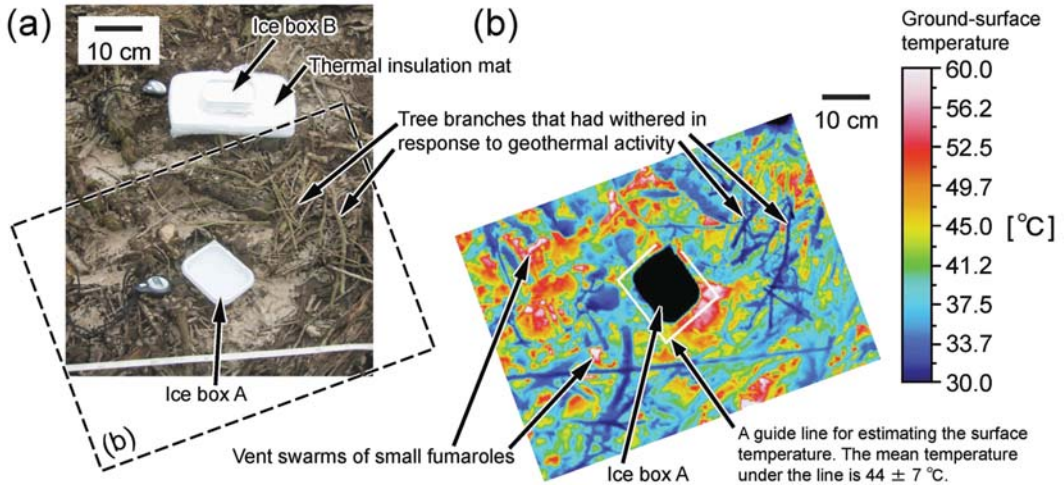 (a)
10 cm
Ice box B
Thermal insulation mat
Tree branches that had withered in
response to geothermal activity
Ice box A
(b)
Vent swarms of small fumaroles
(b)
10 cm
Ice box A
A guide line for estimating the surface
temperature. The mean temperature
under the line is 44 ± 7 ℃.
Ground-surface
temperature
60.0
56.2
52.5
49.7
45.0
41.2
37.5
33.7
30.0
[℃]